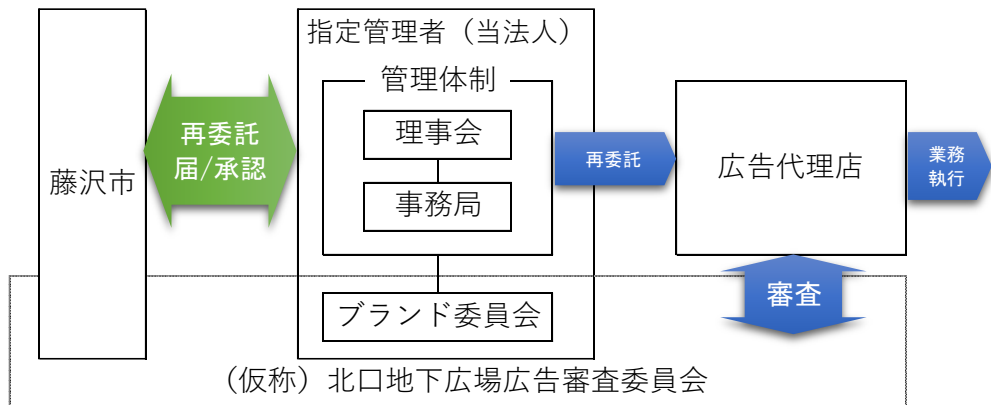 藤沢市
再委託
届/承認
指定管理者（当法人）
管理体制
理事会
事務局
ブランド委員会
再委託
広告代理店
業務
執行
審査
（仮称）北口地下広場広告審査委員会